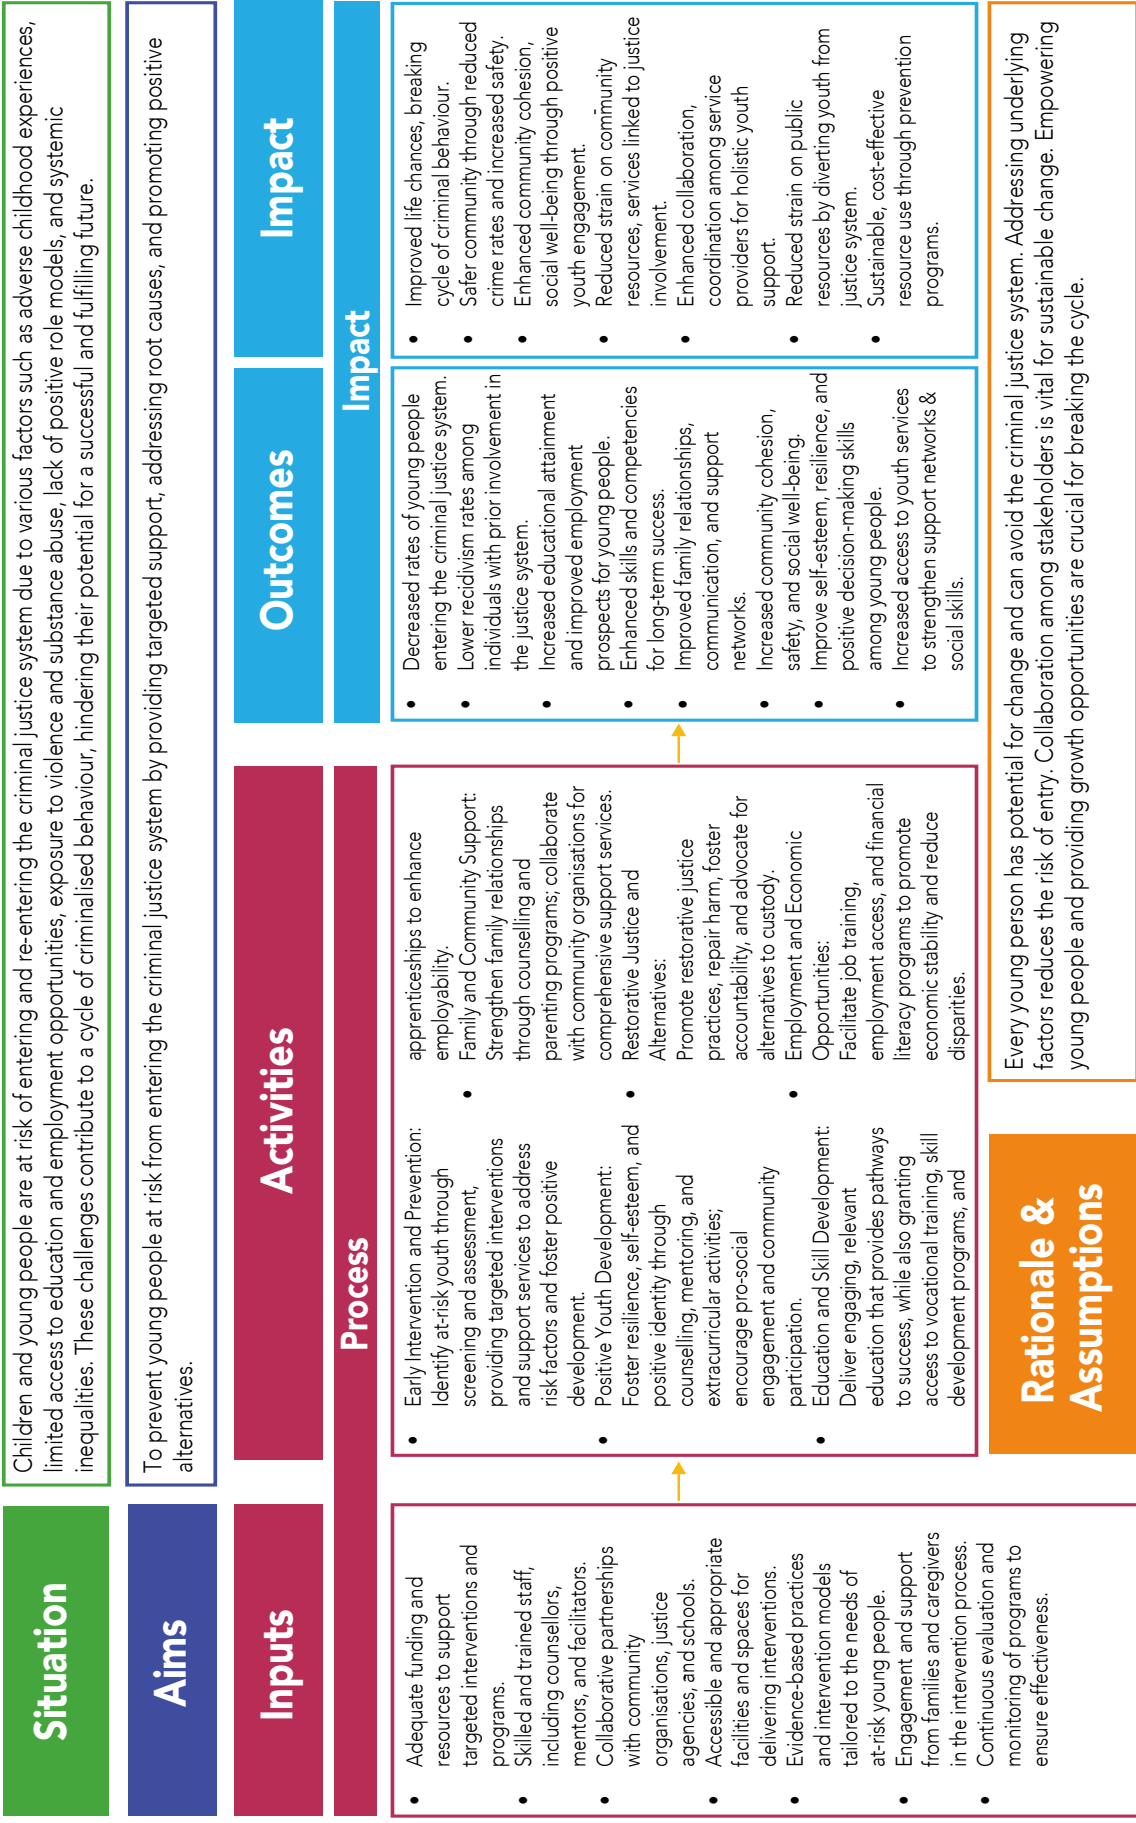 Situation
Children and young people are at risk of entering and re-entering the criminal justice system due to various factors such as adverse childhood experiences,
limited access to education and employment opportunities, exposure to violence and substance abuse, lack of positive role models, and systemic
inequalities. These challenges contribute to a cycle of criminalised behaviour, hindering their potential for a successful and fulfilling future.
Aims
To prevent young people at risk from entering the criminal justice system by providing targeted support, addressing root causes, and promoting positive
alternatives.
Inputs
Activities
Outcomes
Impact
Process
Impact
• Adequate funding and
resources to support
targeted interventions and
programs.
• Skilled and trained staff,
including counsellors,
mentors, and facilitators.
• Collaborative partnerships
with community
organisations, justice
agencies, and schools.
• Accessible and appropriate
facilities and spaces for
delivering interventions.
• Evidence-based practices
and intervention models
tailored to the needs of
at-risk young people.
• Engagement and support
from families and caregivers
in the intervention process.
• Continuous evaluation and
monitoring of programs to
ensure effectiveness.
• Early Intervention and Prevention:
Identify at-risk youth through
screening and assessment,
providing targeted interventions
and support services to address
risk factors and foster positive
development.
• Positive Youth Development:
Foster resilience, self-esteem, and
positive identity through
counselling, mentoring, and
extracurricular activities;
encourage pro-social
engagement and community
participation.
• Education and Skill Development:
Deliver engaging, relevant
education that provides pathways
to success, while also granting
access to vocational training, skill
development programs, and
apprenticeships to enhance
employability.
• Family and Community Support:
Strengthen family relationships
through counselling and
parenting programs; collaborate
with community organisations for
comprehensive support services.
• Restorative Justice and
Alternatives:
Promote restorative justice
practices, repair harm, foster
accountability, and advocate for
alternatives to custody.
• Employment and Economic
Opportunities:
Facilitate job training,
employment access, and financial
literacy programs to promote
economic stability and reduce
disparities.
• Decreased rates of young people
entering the criminal justice system.
• Lower recidivism rates among
individuals with prior involvement in
the justice system.
• Increased educational attainment
and improved employment
prospects for young people.
• Enhanced skills and competencies
for long-term success.
• Improved family relationships,
communication, and support
networks.
• Increased community cohesion,
safety, and social well-being.
• Improve self-esteem, resilience, and
positive decision-making skills
among young people.
• Increased access to youth services
to strengthen support networks &
social skills.
• Improved life chances, breaking
cycle of criminal behaviour.
• Safer community through reduced
crime rates and increased safety.
• Enhanced community cohesion,
social well-being through positive
youth engagement.
• Reduced strain on community
resources, services linked to justice
involvement.
• Enhanced collaboration,
coordination among service
providers for holistic youth
support.
• Reduced strain on public
resources by diverting youth from
justice system.
• Sustainable, cost-effective
resource use through prevention
programs.
Rationale &
Assumptions
Every young person has potential for change and can avoid the criminal justice system. Addressing underlying
factors reduces the risk of entry. Collaboration among stakeholders is vital for sustainable change. Empowering
young people and providing growth opportunities are crucial for breaking the cycle.